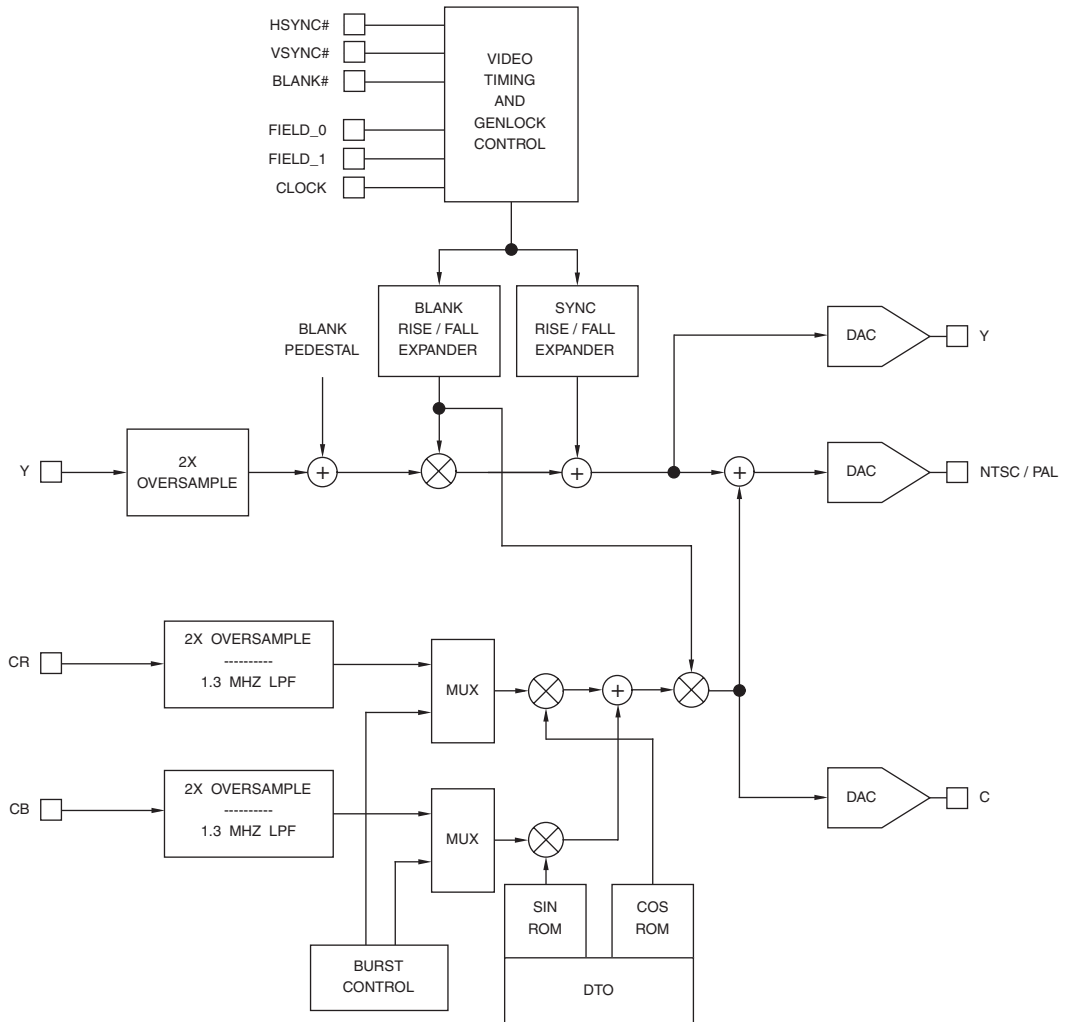 HSYNC#
VSYNC#
BLANK#
FIELD_0
FIELD_1
CLOCK
VIDEO
TIMING
AND
GENLOCK
CONTROL
BLANK
PEDESTAL
BLANK
RISE / FALL
EXPANDER
SYNC
RISE / FALL
EXPANDER
DAC
Y
Y
2X
OVERSAMPLE
+
+
+
DAC
NTSC / PAL
CR
2X OVERSAMPLE
----------
1.3 MHZ LPF
MUX
+
CB
2X OVERSAMPLE
----------
1.3 MHZ LPF
MUX
DAC
C
SIN
ROM
COS
ROM
BURST
CONTROL
DTO